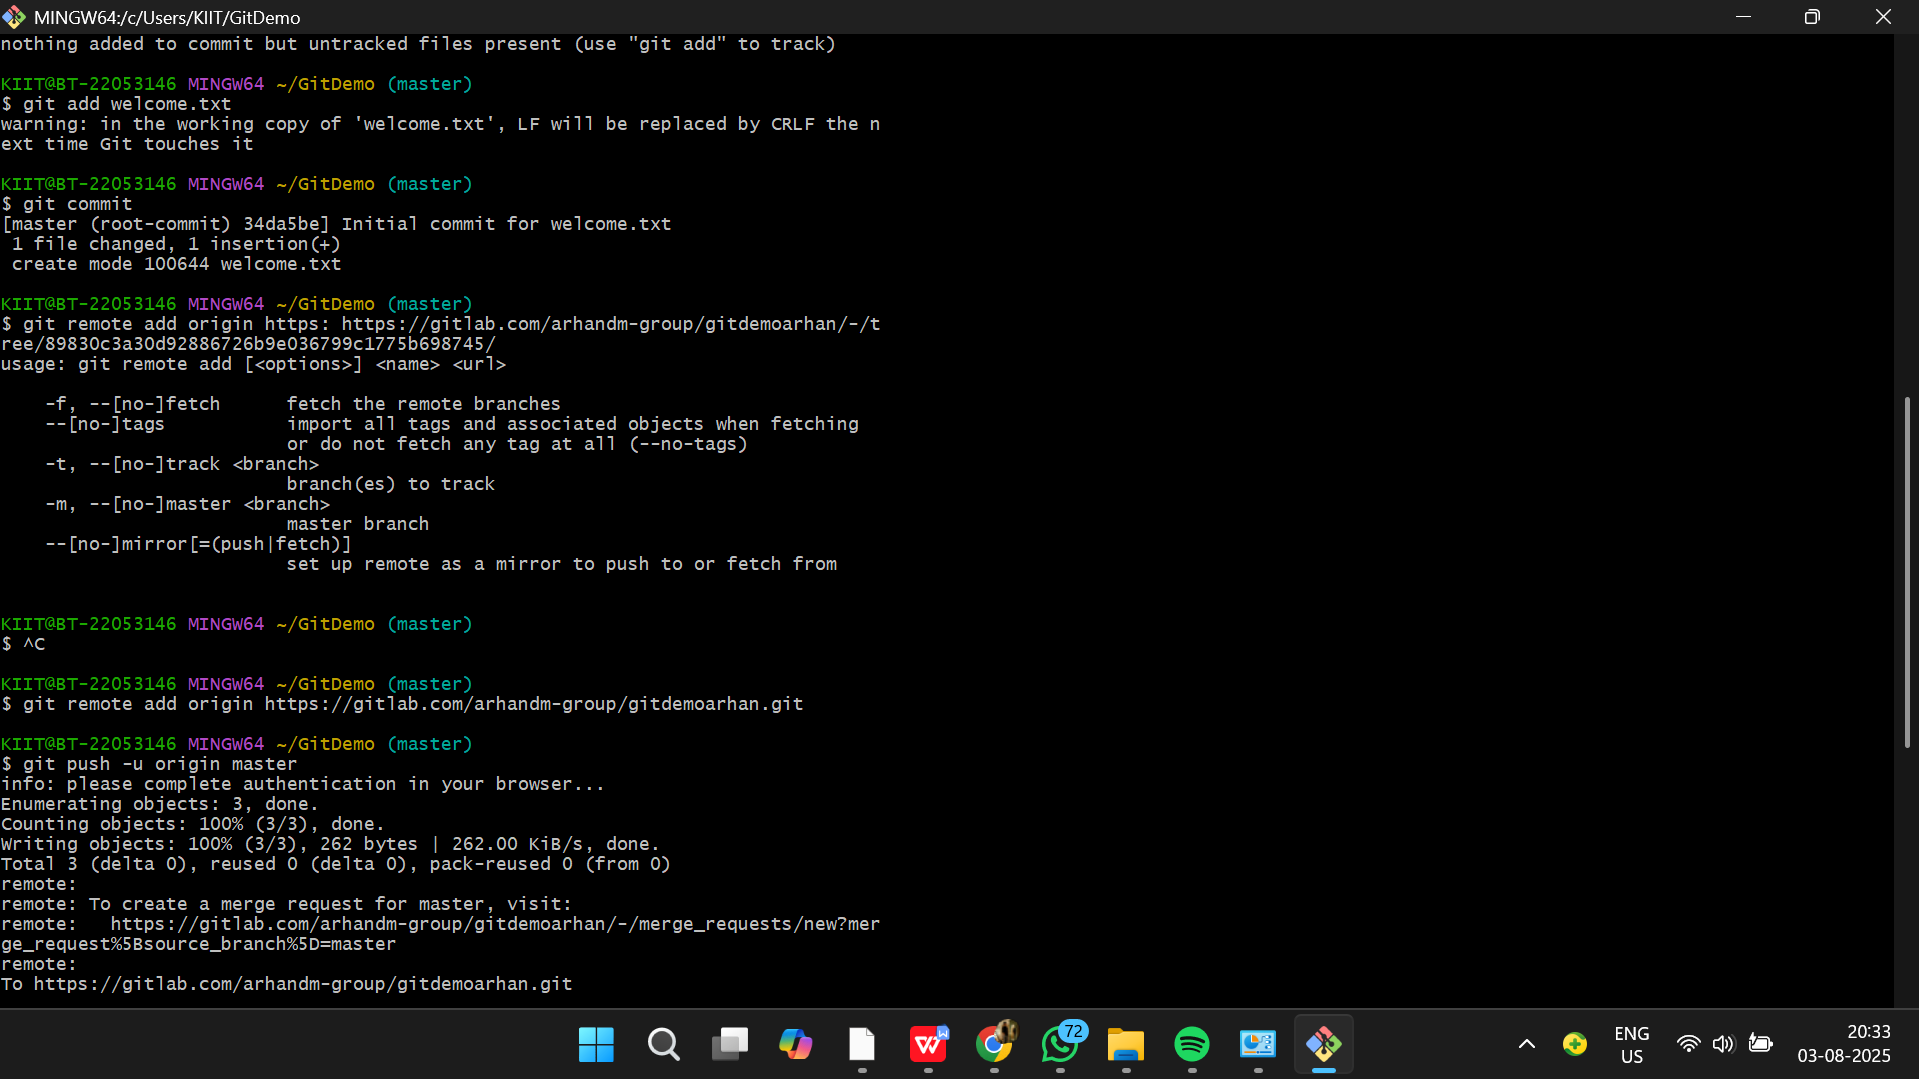 MINGW64:/c/Users/KIIT/GitDemo
nothing added to commit but untracked files present (use "git add" to track)
KIIT@BT-22053146 MINGW64 ~/GitDemo (master)
$ git add welcome.txt
warning: in the working copy of 'welcome.txt', LF will be replaced by CRLF the n
ext time Git touches it
KIIT@BT-22053146 MINGW64 ~/GitDemo (master)
$ git commit
[master (root-commit) 34da5be] Initial commit for welcome.txt
 1 file changed, 1 insertion(+)
 create mode 100644 welcome.txt
KIIT@BT-22053146 MINGW64 ~/GitDemo (master)
$ git remote add origin https: https://gitlab.com/arhandm-group/gitdemoarhan/-/t
ree/89830c3a30d92886726b9e036799c1775b698745/
usage: git remote add [<options>] <name> <url>
    -f, --[no-]fetch      fetch the remote branches
    --[no-]tags           import all tags and associated objects when fetching
                          or do not fetch any tag at all (--no-tags)
    -t, --[no-]track <branch>
                          branch(es) to track
    -m, --[no-]master <branch>
                          master branch
    --[no-]mirror[=(push|fetch)]
                          set up remote as a mirror to push to or fetch from
KIIT@BT-22053146 MINGW64 ~/GitDemo (master)
$ ^C
KIIT@BT-22053146 MINGW64 ~/GitDemo (master)
$ git remote add origin https://gitlab.com/arhandm-group/gitdemoarhan.git
KIIT@BT-22053146 MINGW64 ~/GitDemo (master)
$ git push -u origin master
info: please complete authentication in your browser...
Enumerating objects: 3, done.
Counting objects: 100% (3/3), done.
Writing objects: 100% (3/3), 262 bytes | 262.00 KiB/s, done.
Total 3 (delta 0), reused 0 (delta 0), pack-reused 0 (from 0)
remote:
remote: To create a merge request for master, visit:
remote:   https://gitlab.com/arhandm-group/gitdemoarhan/-/merge_requests/new?mer
ge_request%5Bsource_branch%5D=master
remote:
To https://gitlab.com/arhandm-group/gitdemoarhan.git
W
72
ENG
US
20:33
03-08-2025